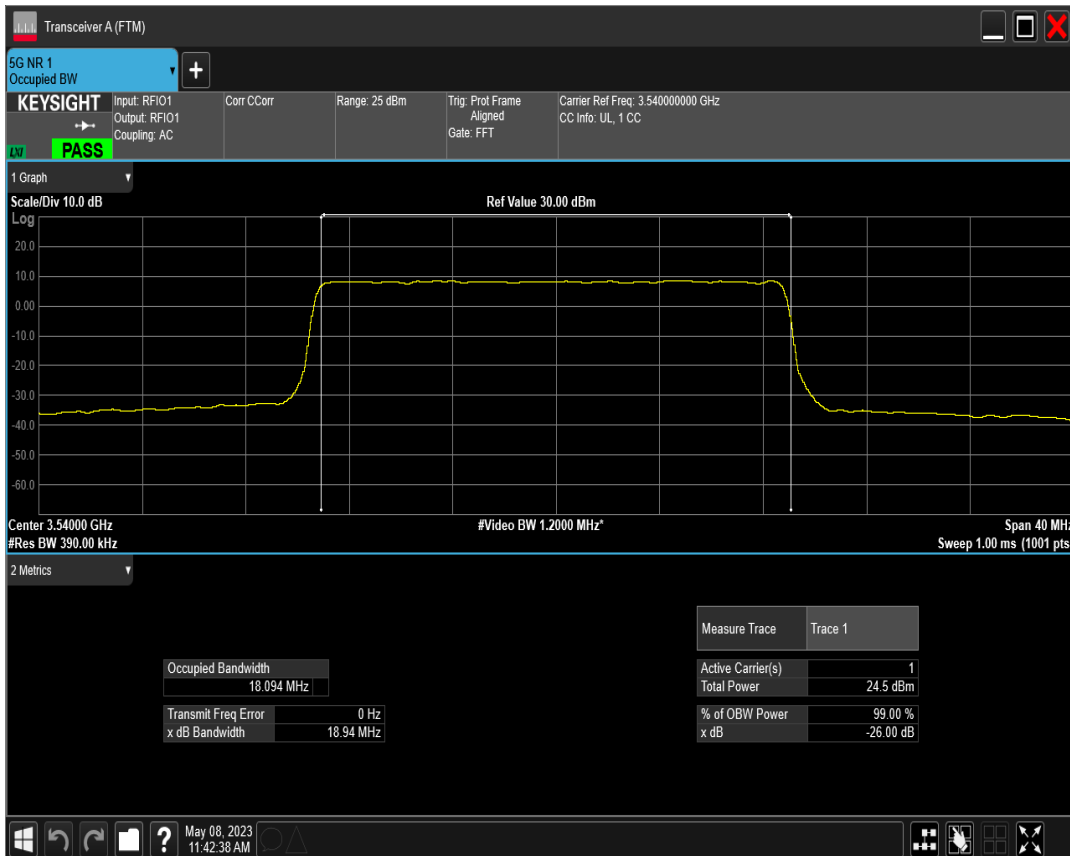 Transceiver A (FTM)
5G NR 1
Occupied BW
+
KEYSIGHT
LXI
PASS
Input: RFIO1
Output: RFIO1
Coupling: AC
Corr CCorr
Range: 25 dBm
Trig: Prot Frame
Aligned
Gate: FFT
Carrier Ref Freq: 3.540000000 GHz
CC Info: UL, 1 CC
1 Graph
Scale/Div 10.0 dB
Ref Value 30.00 dBm
Log
20.0
10.0
0.00
-10.0
-20.0
-30.0
-40.0
-50.0
-60.0
Center 3.54000 GHz
#Video BW 1.2000 MHz*
Span 40 MHz
#Res BW 390.00 kHz
Sweep 1.00 ms (1001 pts
2 Metrics
Measure Trace Trace 1
Occupied Bandwidth
18.094 MHz
Active Carrier(s) 1
Total Power 24.5 dBm
Transmit Freq Error 0 Hz
x dB Bandwidth 18.94 MHz
% of OBW Power 99.00 %
x dB -26.00 dB
?
May 08, 2023
11:42:38 AM